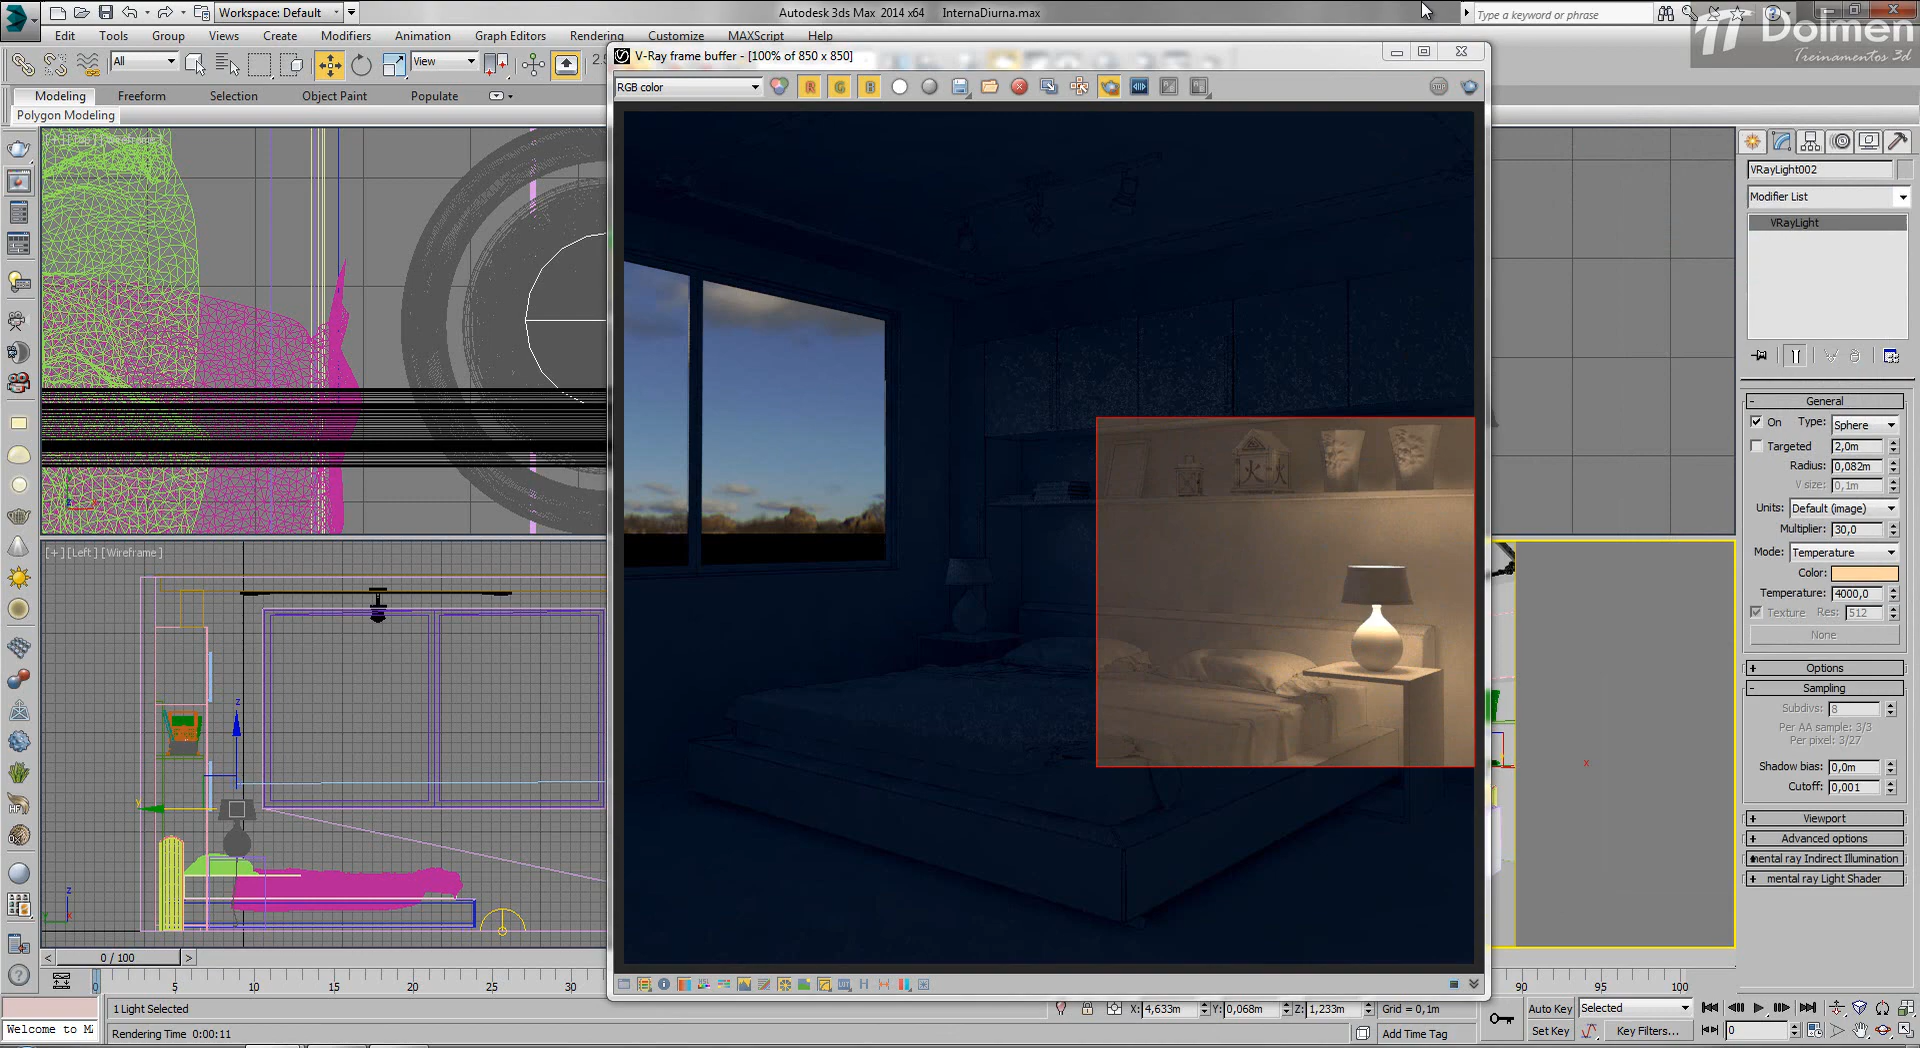 Workspace: Default
Autodesk 3ds Max 2014 x64 InternaDiurna.max
Type a keyword or phrase
Dolmen
Treinamentos 3d
Edit Tools Group Views Create Modifiers Animation Graph Editors Rendering Customize MAXScript Help
All
View
V-Ray frame buffer - [100% of 850 x 850]
RGB color
R G B
Modeling Freeform Selection Object Paint Populate
Polygon Modeling
VRayLight002
Modifier List
VRayLight
General
On Type: Sphere
Targeted 2,0m
Radius: 0,082m
V size: 0,1m
Units: Default (image)
Multiplier: 30,0
Mode: Temperature
Color:
Temperature: 4000,0
Texture Res: 512
None
Options
Sampling
Subdivs: 8
Per AA sample: 3/3
Per pixel: 3/27
Shadow bias: 0,0m
Cutoff: 0,001
Viewport
Advanced options
mental ray Indirect Illumination
mental ray Light Shader
火 火
[+] [Left] [Wireframe]
z
y
z
x
x
0 / 100
0 5 10 15 20 25 30 90 95 100
1 Light Selected
X: 4,633m Y: 0,068m Z: 1,233m Grid = 0,1m
Auto Key Selected
Welcome to M
Rendering Time 0:00:11
Add Time Tag
Set Key Key Filters...
0